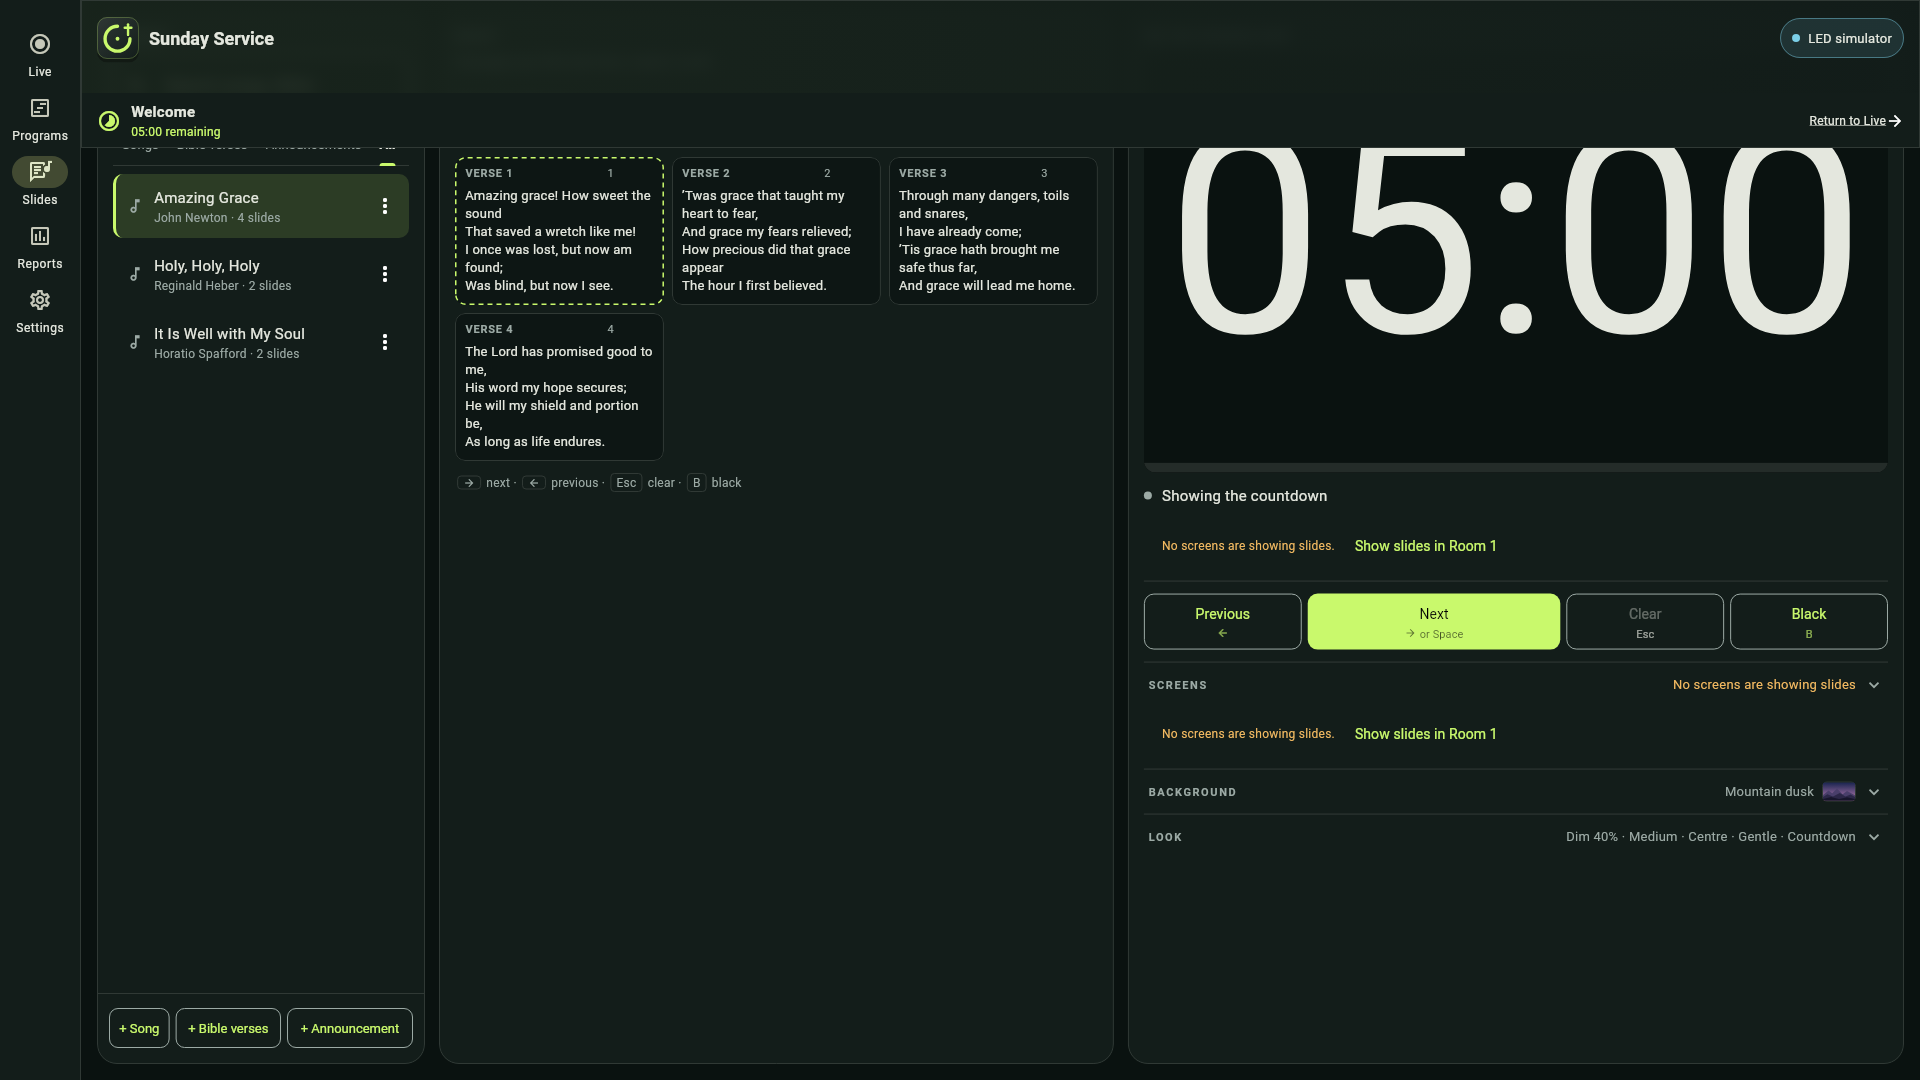 Live
Programs
Slides
Reports
Settings
Sunday Service
LED simulator
Welcome
05:00 remaining
Return to Live
Amazing Grace
John Newton · 4 slides
Holy, Holy, Holy
Reginald Heber · 2 slides
It Is Well with My Soul
Horatio Spafford · 2 slides
+ Song
+ Bible verses
+ Announcement
VERSE 1 1
Amazing grace! How sweet the
sound
That saved a wretch like me!
I once was lost, but now am
found;
Was blind, but now I see.
VERSE 2 2
’Twas grace that taught my
heart to fear,
And grace my fears relieved;
How precious did that grace
appear
The hour I first believed.
VERSE 3 3
Through many dangers, toils
and snares,
I have already come;
’Tis grace hath brought me
safe thus far,
And grace will lead me home.
VERSE 4 4
The Lord has promised good to
me,
His word my hope secures;
He will my shield and portion
be,
As long as life endures.
→ next · ← previous · Esc clear · B black
05:00
Showing the countdown
No screens are showing slides. Show slides in Room 1
Previous
←
Next
→ or Space
Clear
Esc
Black
B
SCREENS No screens are showing slides
No screens are showing slides. Show slides in Room 1
BACKGROUND Mountain dusk
LOOK Dim 40% · Medium · Centre · Gentle · Countdown